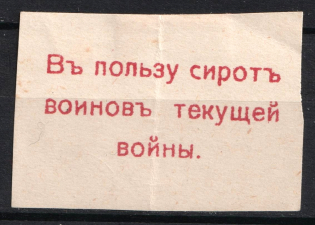 Въ пользу сиротъ
воиновъ текущей
войны.